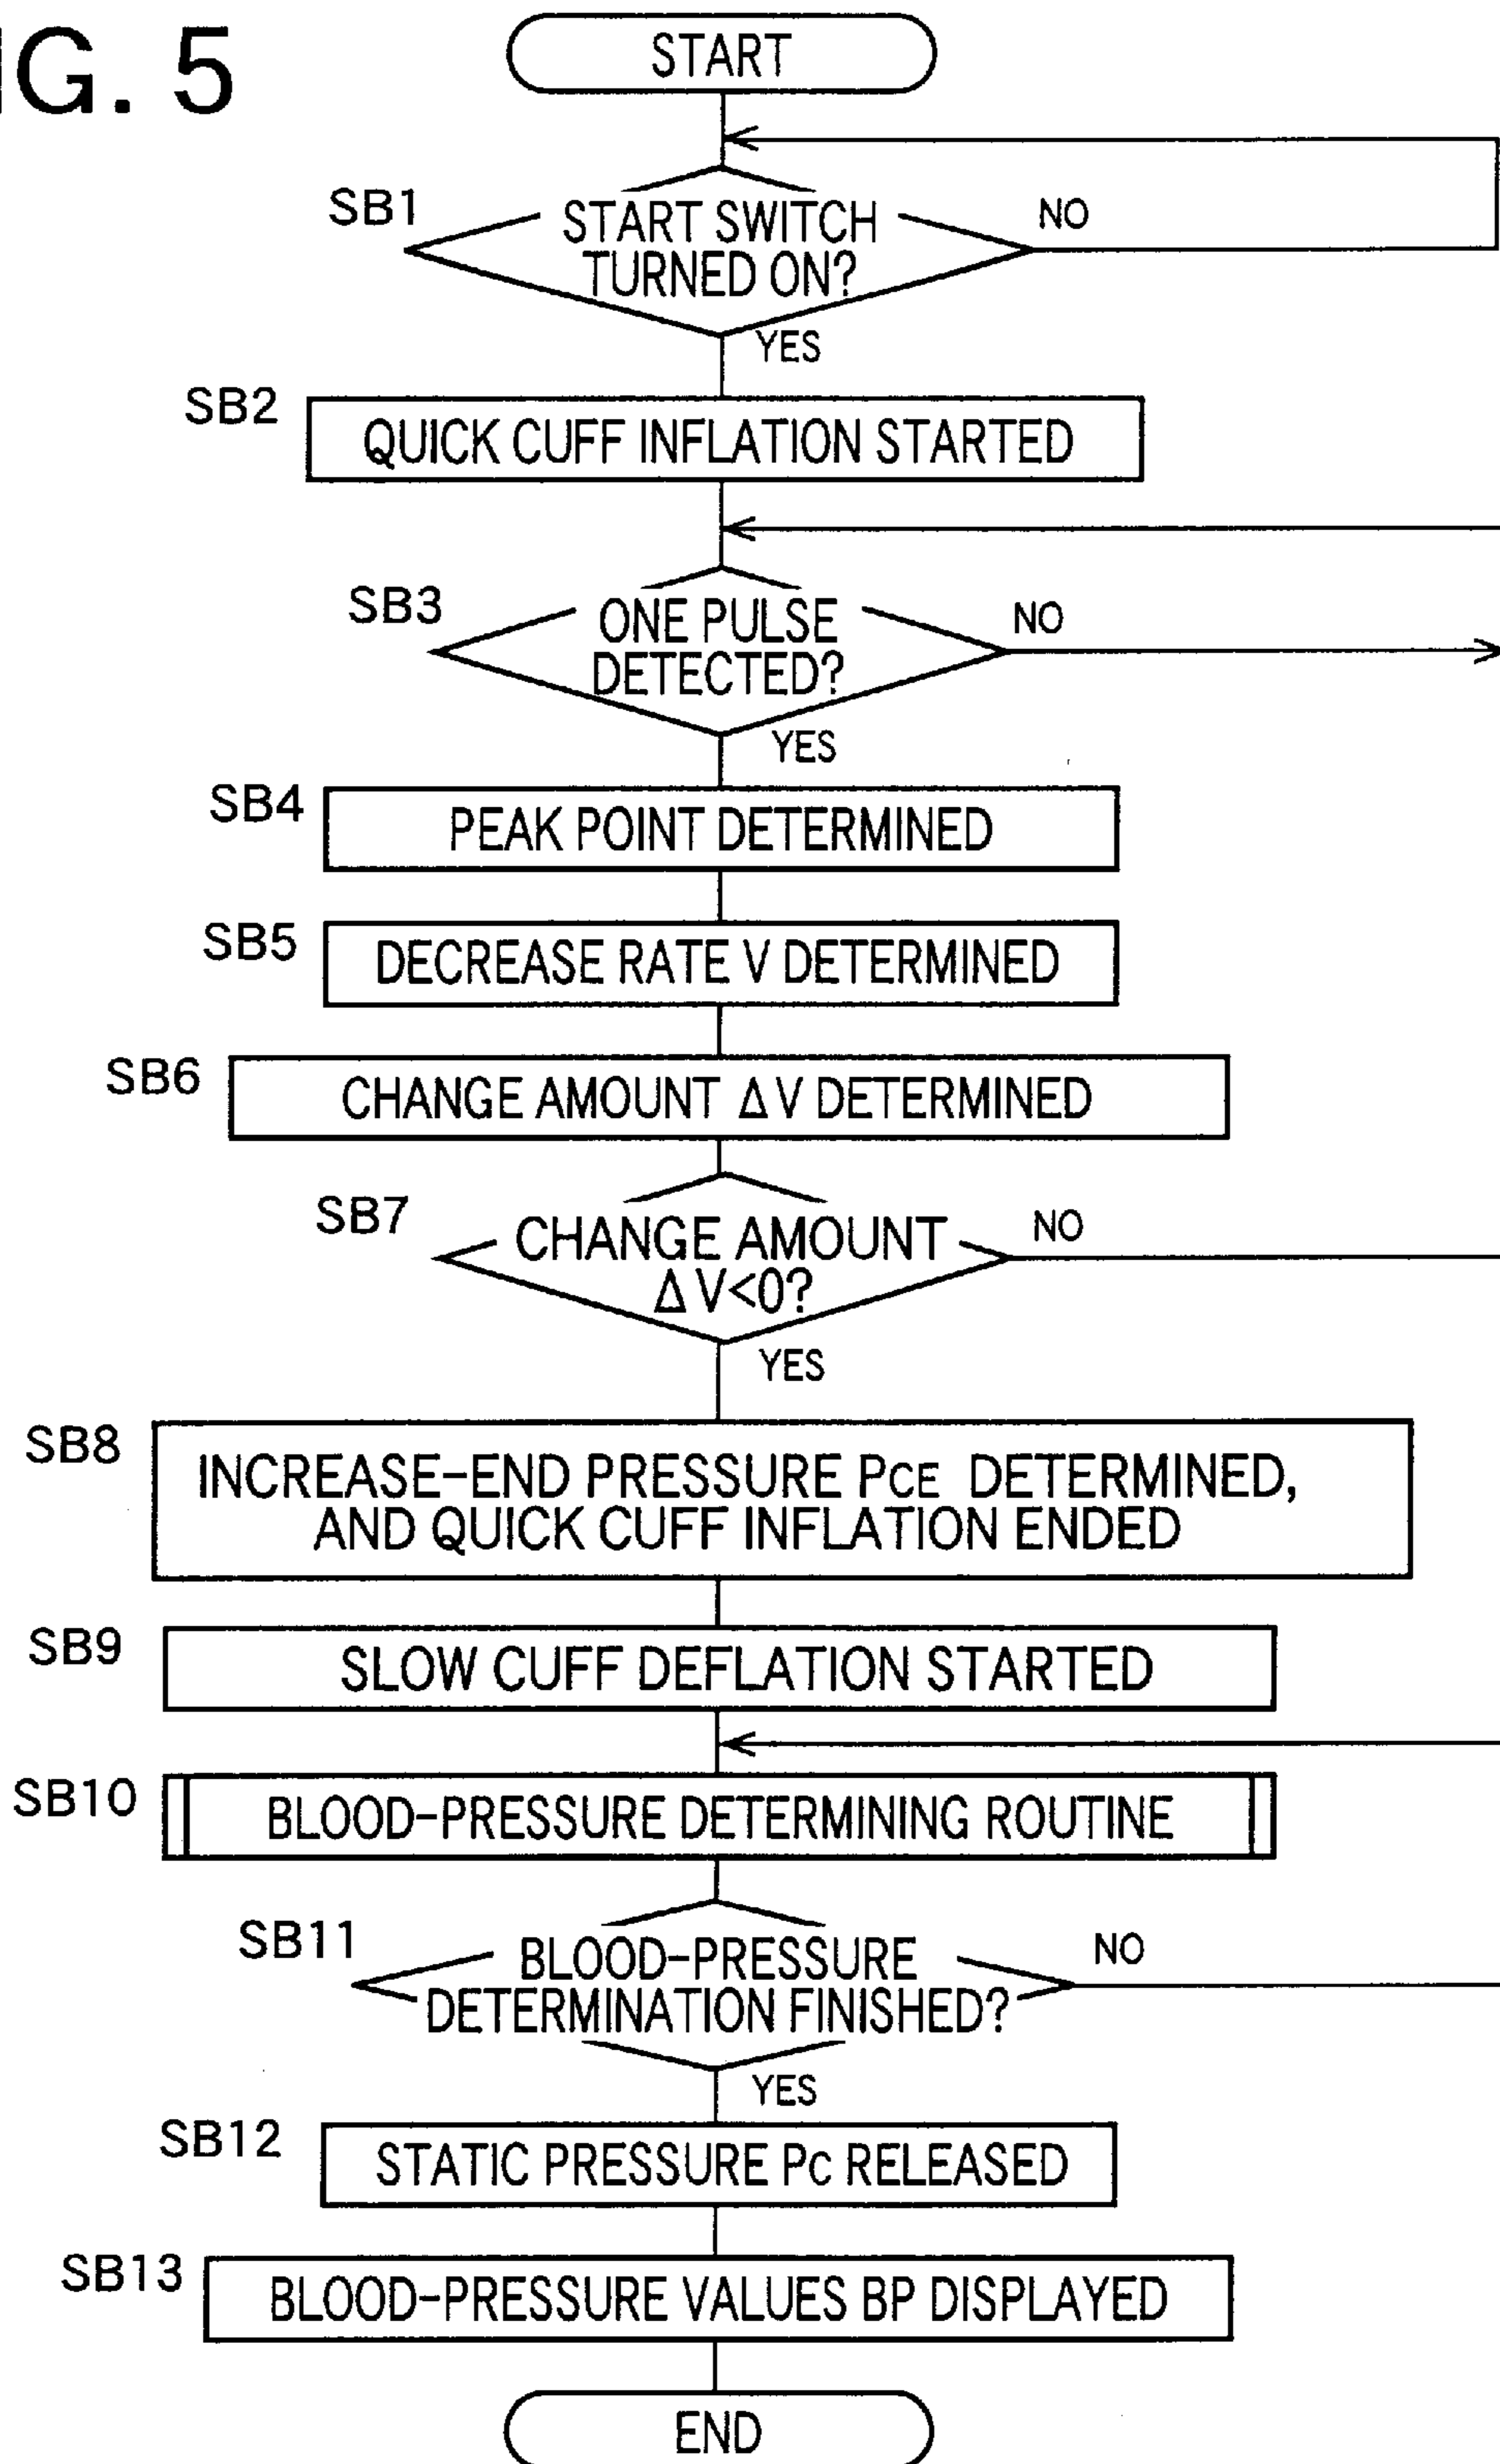 G. 5
START
SB1
START SWITCH
TURNED ON?
NO
YES
SB2
QUICK CUFF INFLATION STARTED
SB3
ONE PULSE
DETECTED?
NO
YES
SB4
PEAK POINT DETERMINED
SB5
DECREASE RATE V DETERMINED
SB6
CHANGE AMOUNT ΔV DETERMINED
SB7
CHANGE AMOUNT
ΔV<0?
NO
YES
SB8
INCREASE-END PRESSURE PCE DETERMINED,
AND QUICK CUFF INFLATION ENDED
SB9
SLOW CUFF DEFLATION STARTED
SB10
BLOOD-PRESSURE DETERMINING ROUTINE
SB11
BLOOD-PRESSURE
DETERMINATION FINISHED?
NO
YES
SB12
STATIC PRESSURE PC RELEASED
SB13
BLOOD-PRESSURE VALUES BP DISPLAYED
END